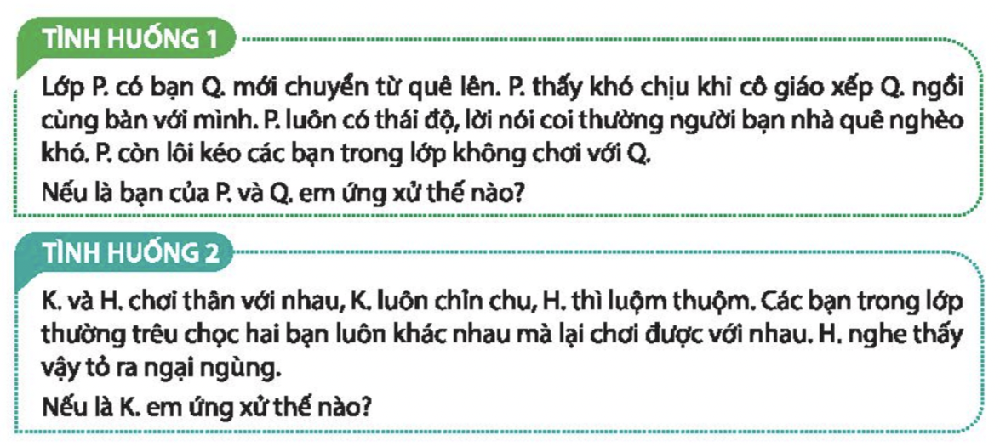 TÌNH HUỐNG 1
Lớp P. có bạn Q. mới chuyển từ quê lên. P. thấy khó chịu khi cô giáo xếp Q. ngồi
cùng bàn với mình. P. luôn có thái độ, lời nói coi thường người bạn nhà quê nghèo
khó. P. còn lôi kéo các bạn trong lớp không chơi với Q.
Nếu là bạn của P. và Q. em ứng xử thế nào?
TÌNH HUỐNG 2
K. và H. chơi thân với nhau, K. luôn chỉn chu, H. thì luộm thuộm. Các bạn trong lớp
thường trêu chọc hai bạn luôn khác nhau mà lại chơi được với nhau. H. nghe thấy
vậy tỏ ra ngại ngùng.
Nếu là K. em ứng xử thế nào?